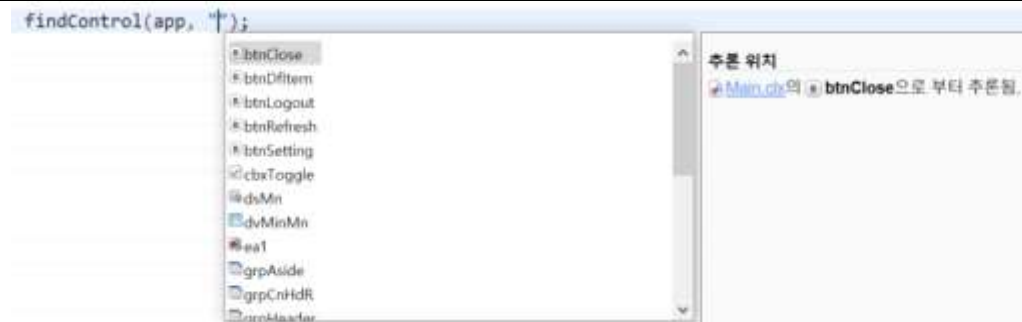 findControl(app, "");
btnClose
btnDfItem
btnLogout
btnRefresh
btnSetting
cbxToggle
dsMn
dvMinMn
ea1
grpAside
grpCnHdR
grpHeader
추론 위치
Main.clx의 btnClose으로 부터 추론됨.